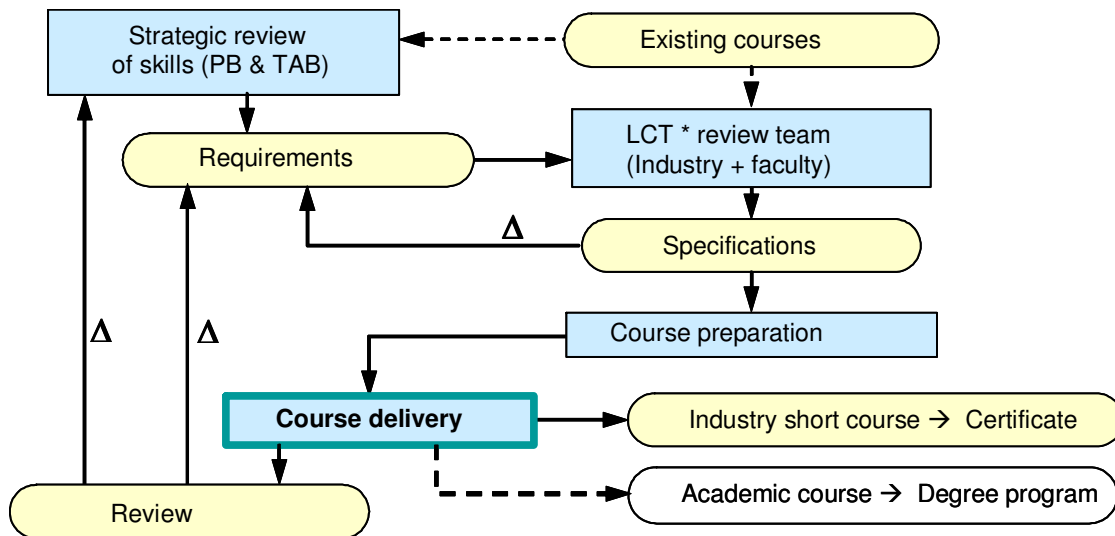 Strategic review
of skills (PB & TAB)
Existing courses
LCT * review team
(Industry + faculty)
Requirements
Δ
Specifications
Δ
Δ
Course preparation
Course delivery
Industry short course → Certificate
Academic course → Degree program
Review